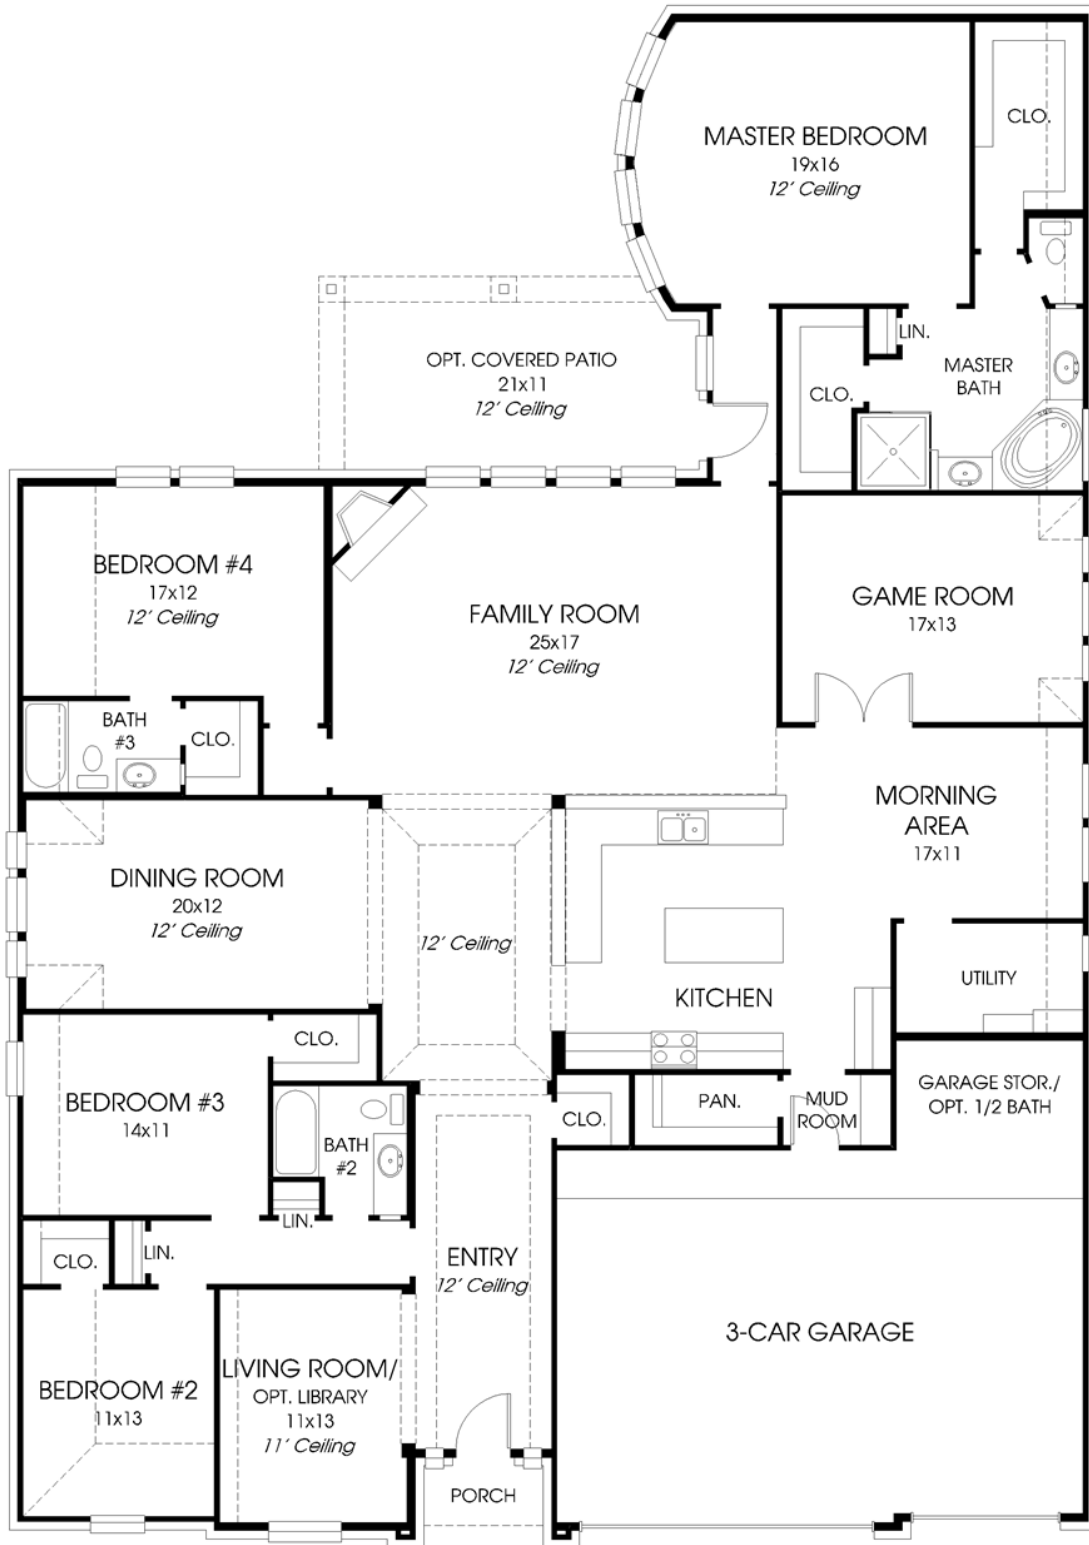 CLO.
MASTER BEDROOM
19x16
12' Ceiling
LIN.
MASTER
BATH
CLO.
OPT. COVERED PATIO
21x11
12' Ceiling
BEDROOM #4
17x12
12' Ceiling
FAMILY ROOM
25x17
12' Ceiling
GAME ROOM
17x13
BATH
#3
CLO.
MORNING
AREA
17x11
DINING ROOM
20x12
12' Ceiling
12' Ceiling
KITCHEN
UTILITY
CLO.
BEDROOM #3
14x11
BATH
#2
CLO.
PAN.
MUD
ROOM
GARAGE STOR./
OPT. 1/2 BATH
LIN.
CLO.
LIN.
ENTRY
12' Ceiling
3-CAR GARAGE
BEDROOM #2
11x13
LIVING ROOM/
OPT. LIBRARY
11x13
11' Ceiling
PORCH